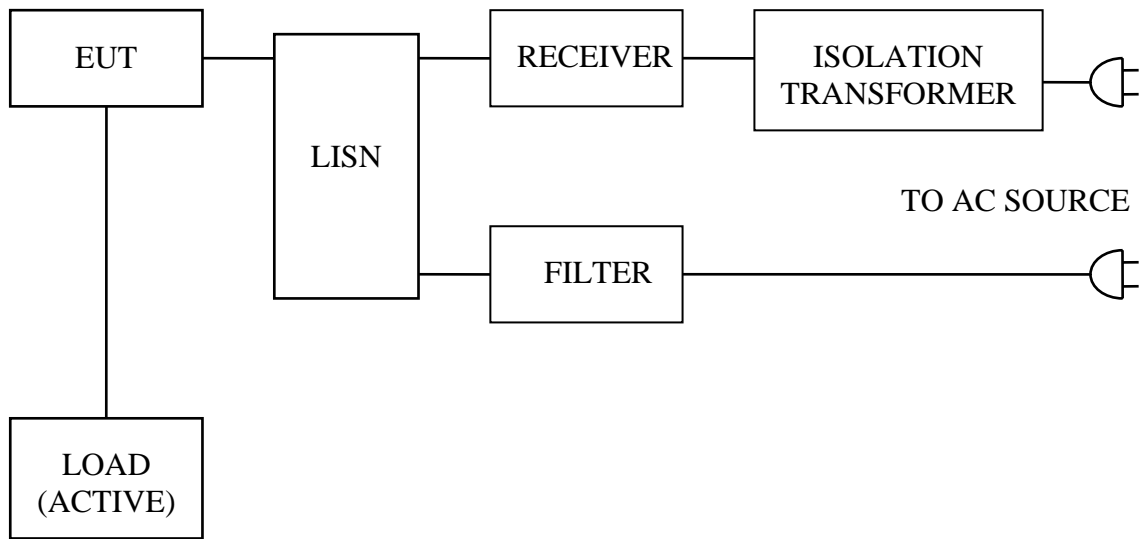 EUT
LISN
RECEIVER
ISOLATION
TRANSFORMER
TO AC SOURCE
FILTER
LOAD
(ACTIVE)